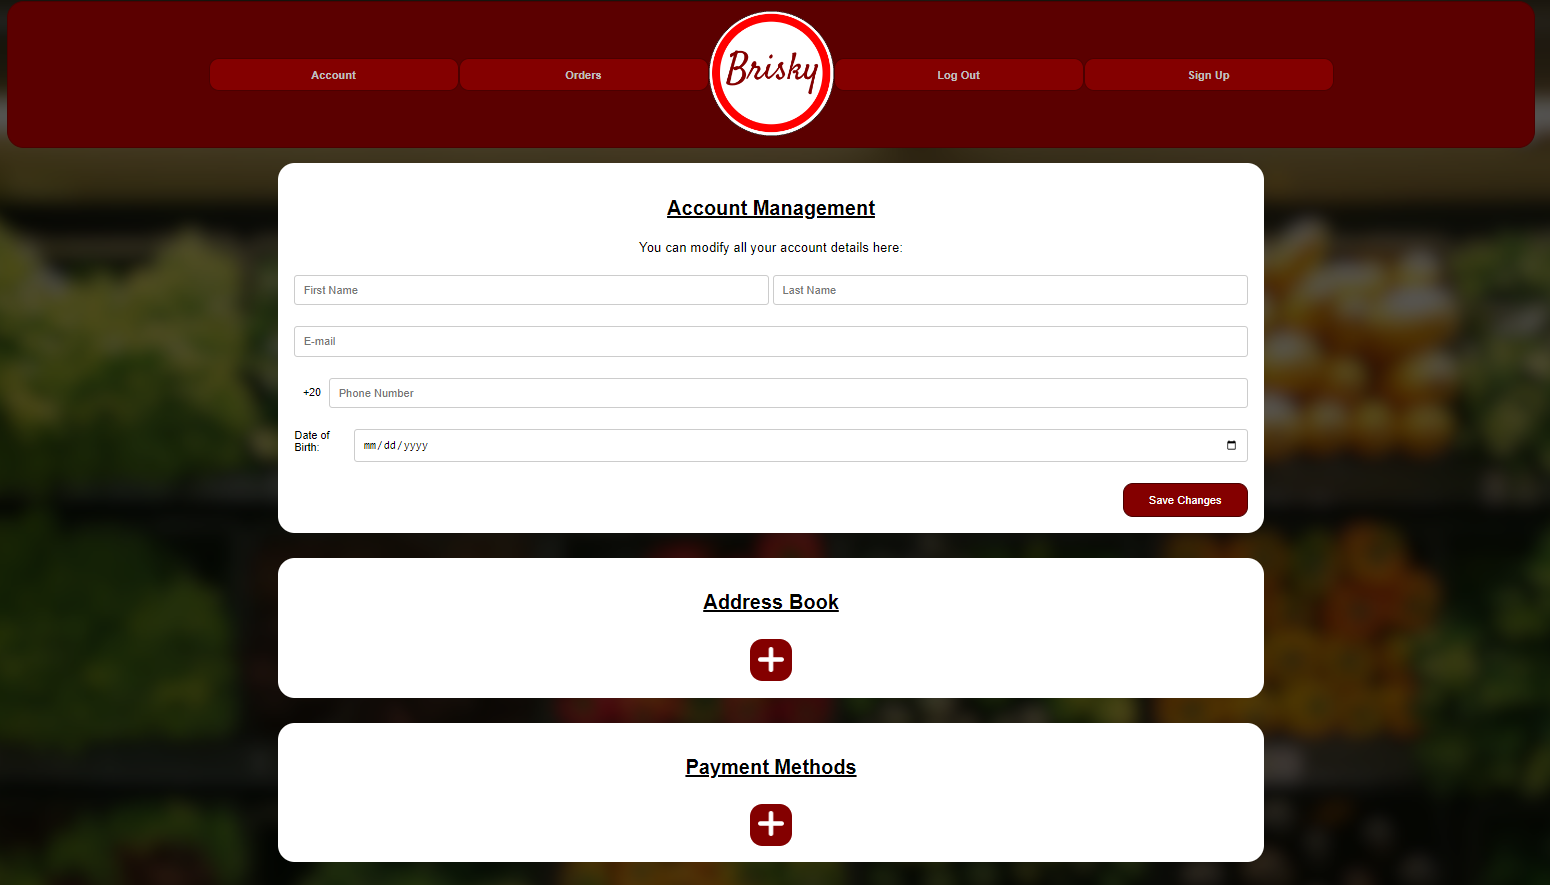 Account
Orders
Brisky
Log Out
Sign Up
Account Management
You can modify all your account details here:
First Name
Last Name
E-mail
+20
Phone Number
Date of
Birth:
mm/dd/yyyy
Save Changes
Address Book
Payment Methods